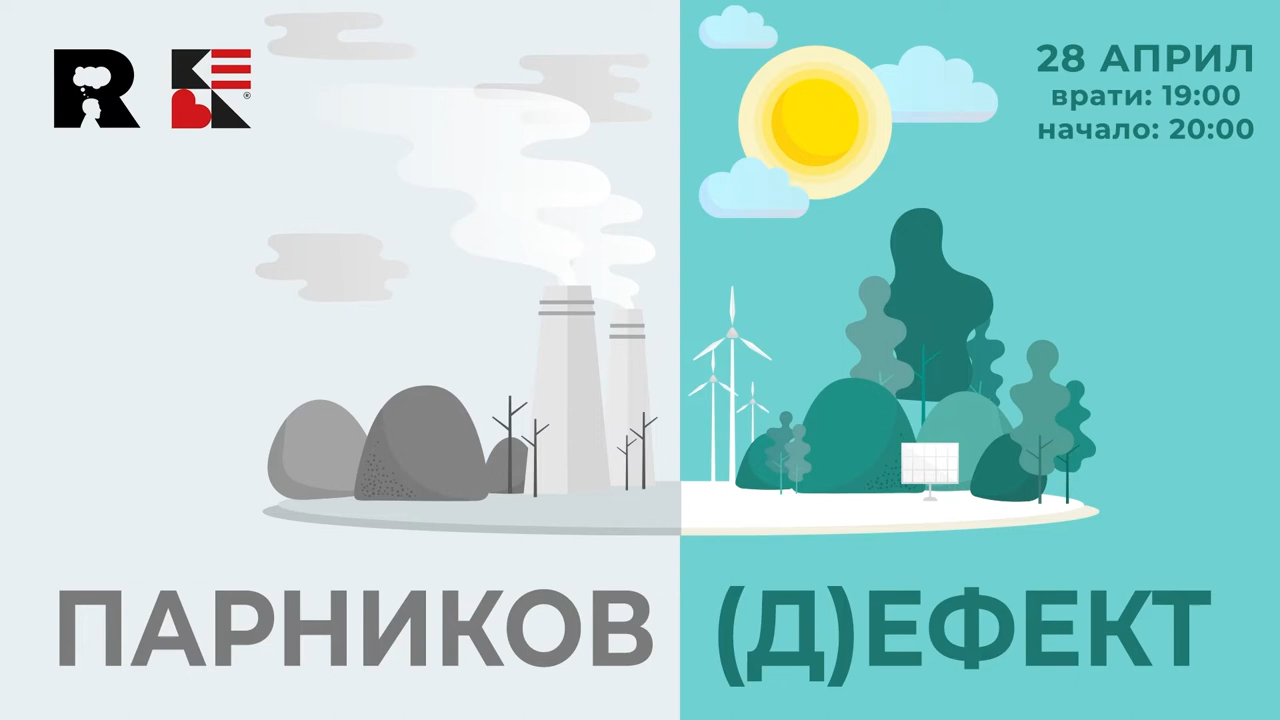 R
28 АПРИЛ
врати: 19:00
начало: 20:00
ПАРНИКОВ (Д)ЕФЕКТ